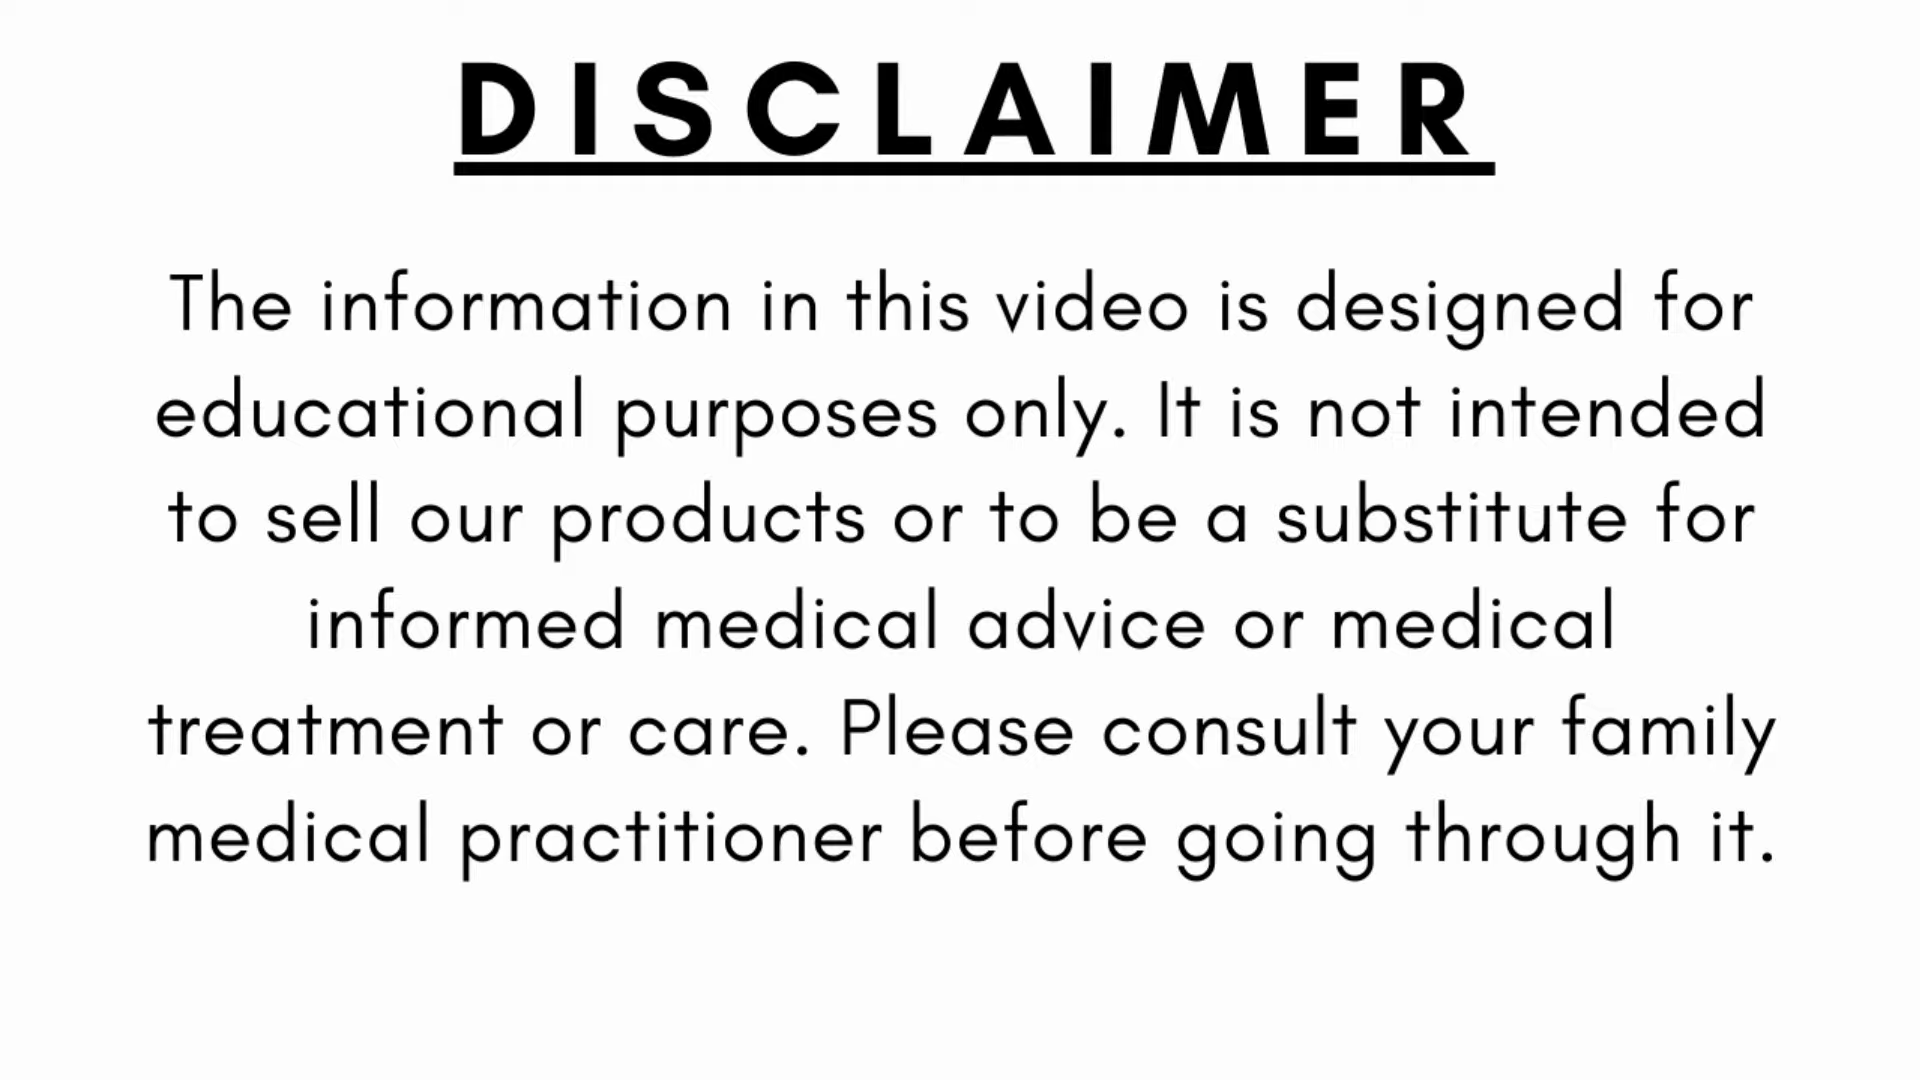 DISCLAIMER
The information in this video is designed for
educational purposes only. It is not intended
to sell our products or to be a substitute for
informed medical advice or medical
treatment or care. Please consult your family
medical practitioner before going through it.